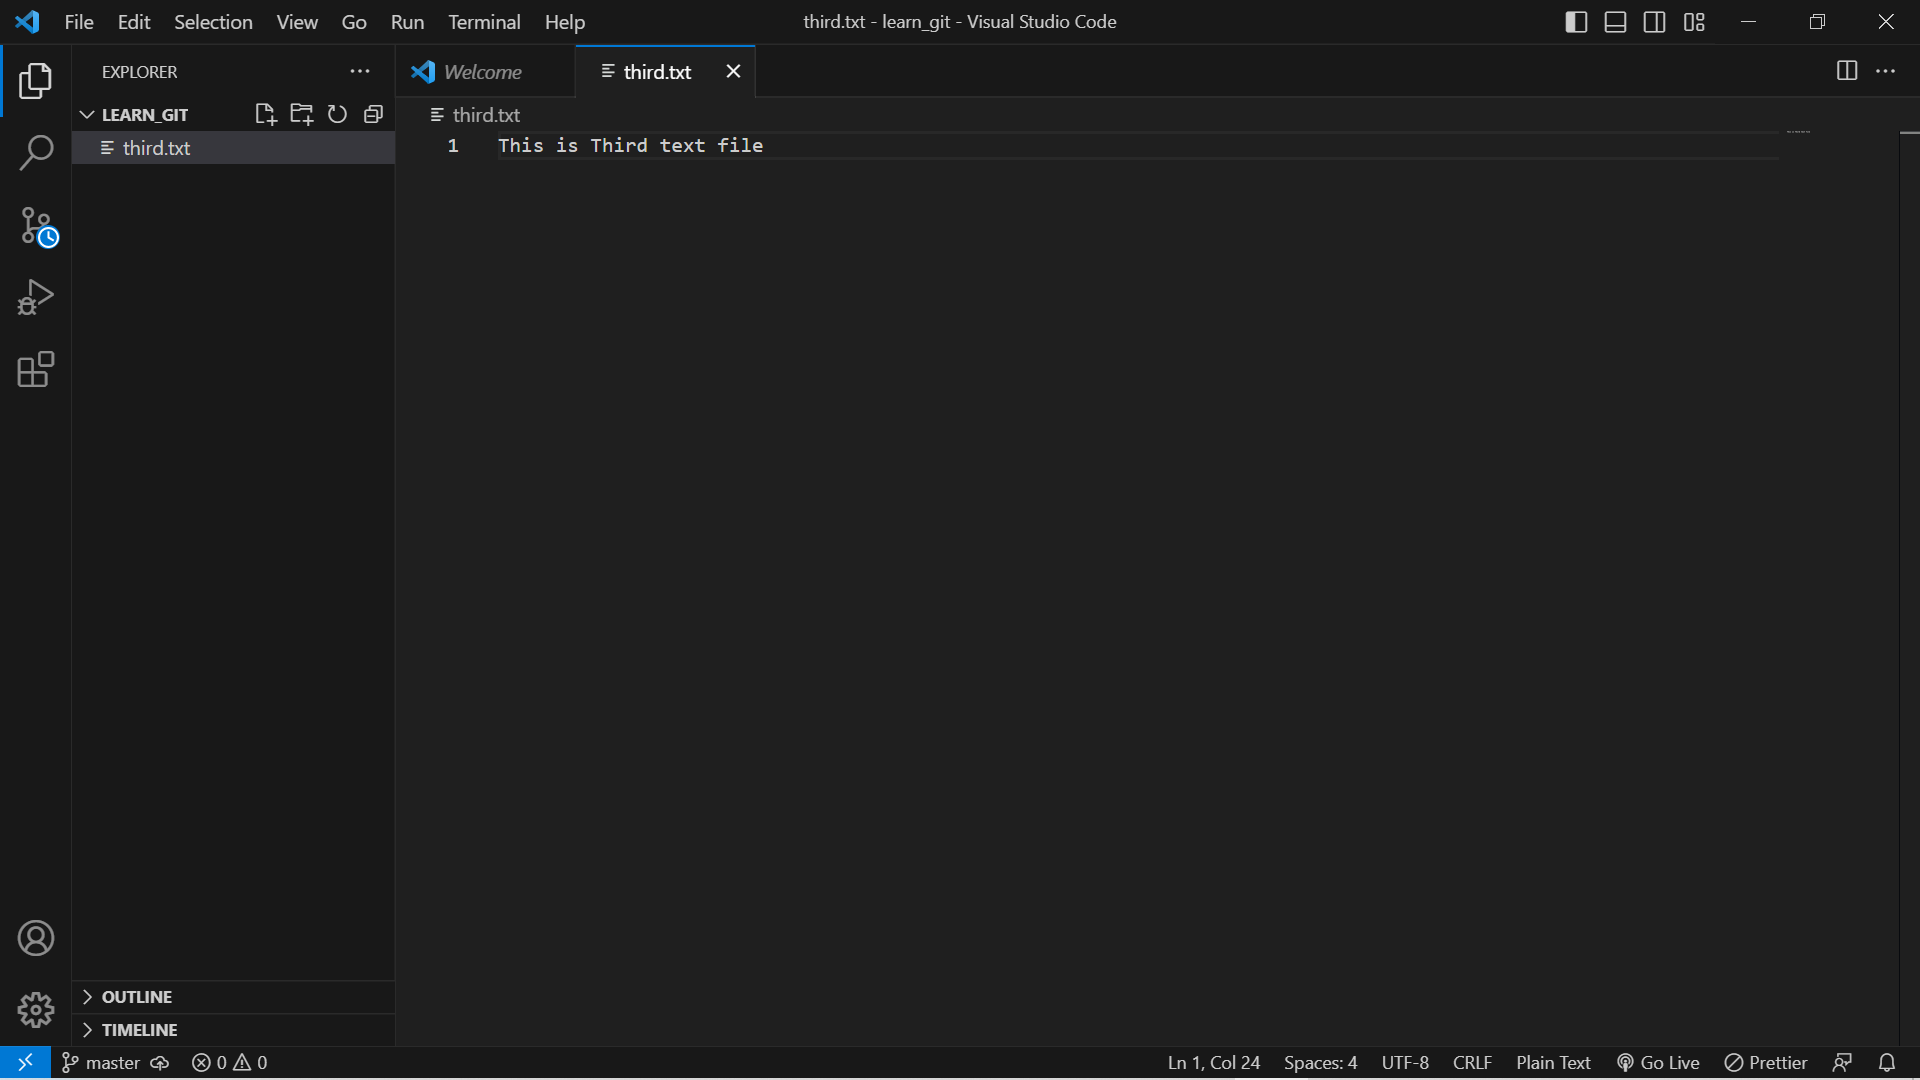 File Edit Selection View Go Run Terminal Help
third.txt - learn_git - Visual Studio Code
EXPLORER
LEARN_GIT
third.txt
Welcome
third.txt
third.txt
1 This is Third text file
OUTLINE
TIMELINE
master 0 0
Ln 1, Col 24 Spaces: 4 UTF-8 CRLF Plain Text Go Live Prettier